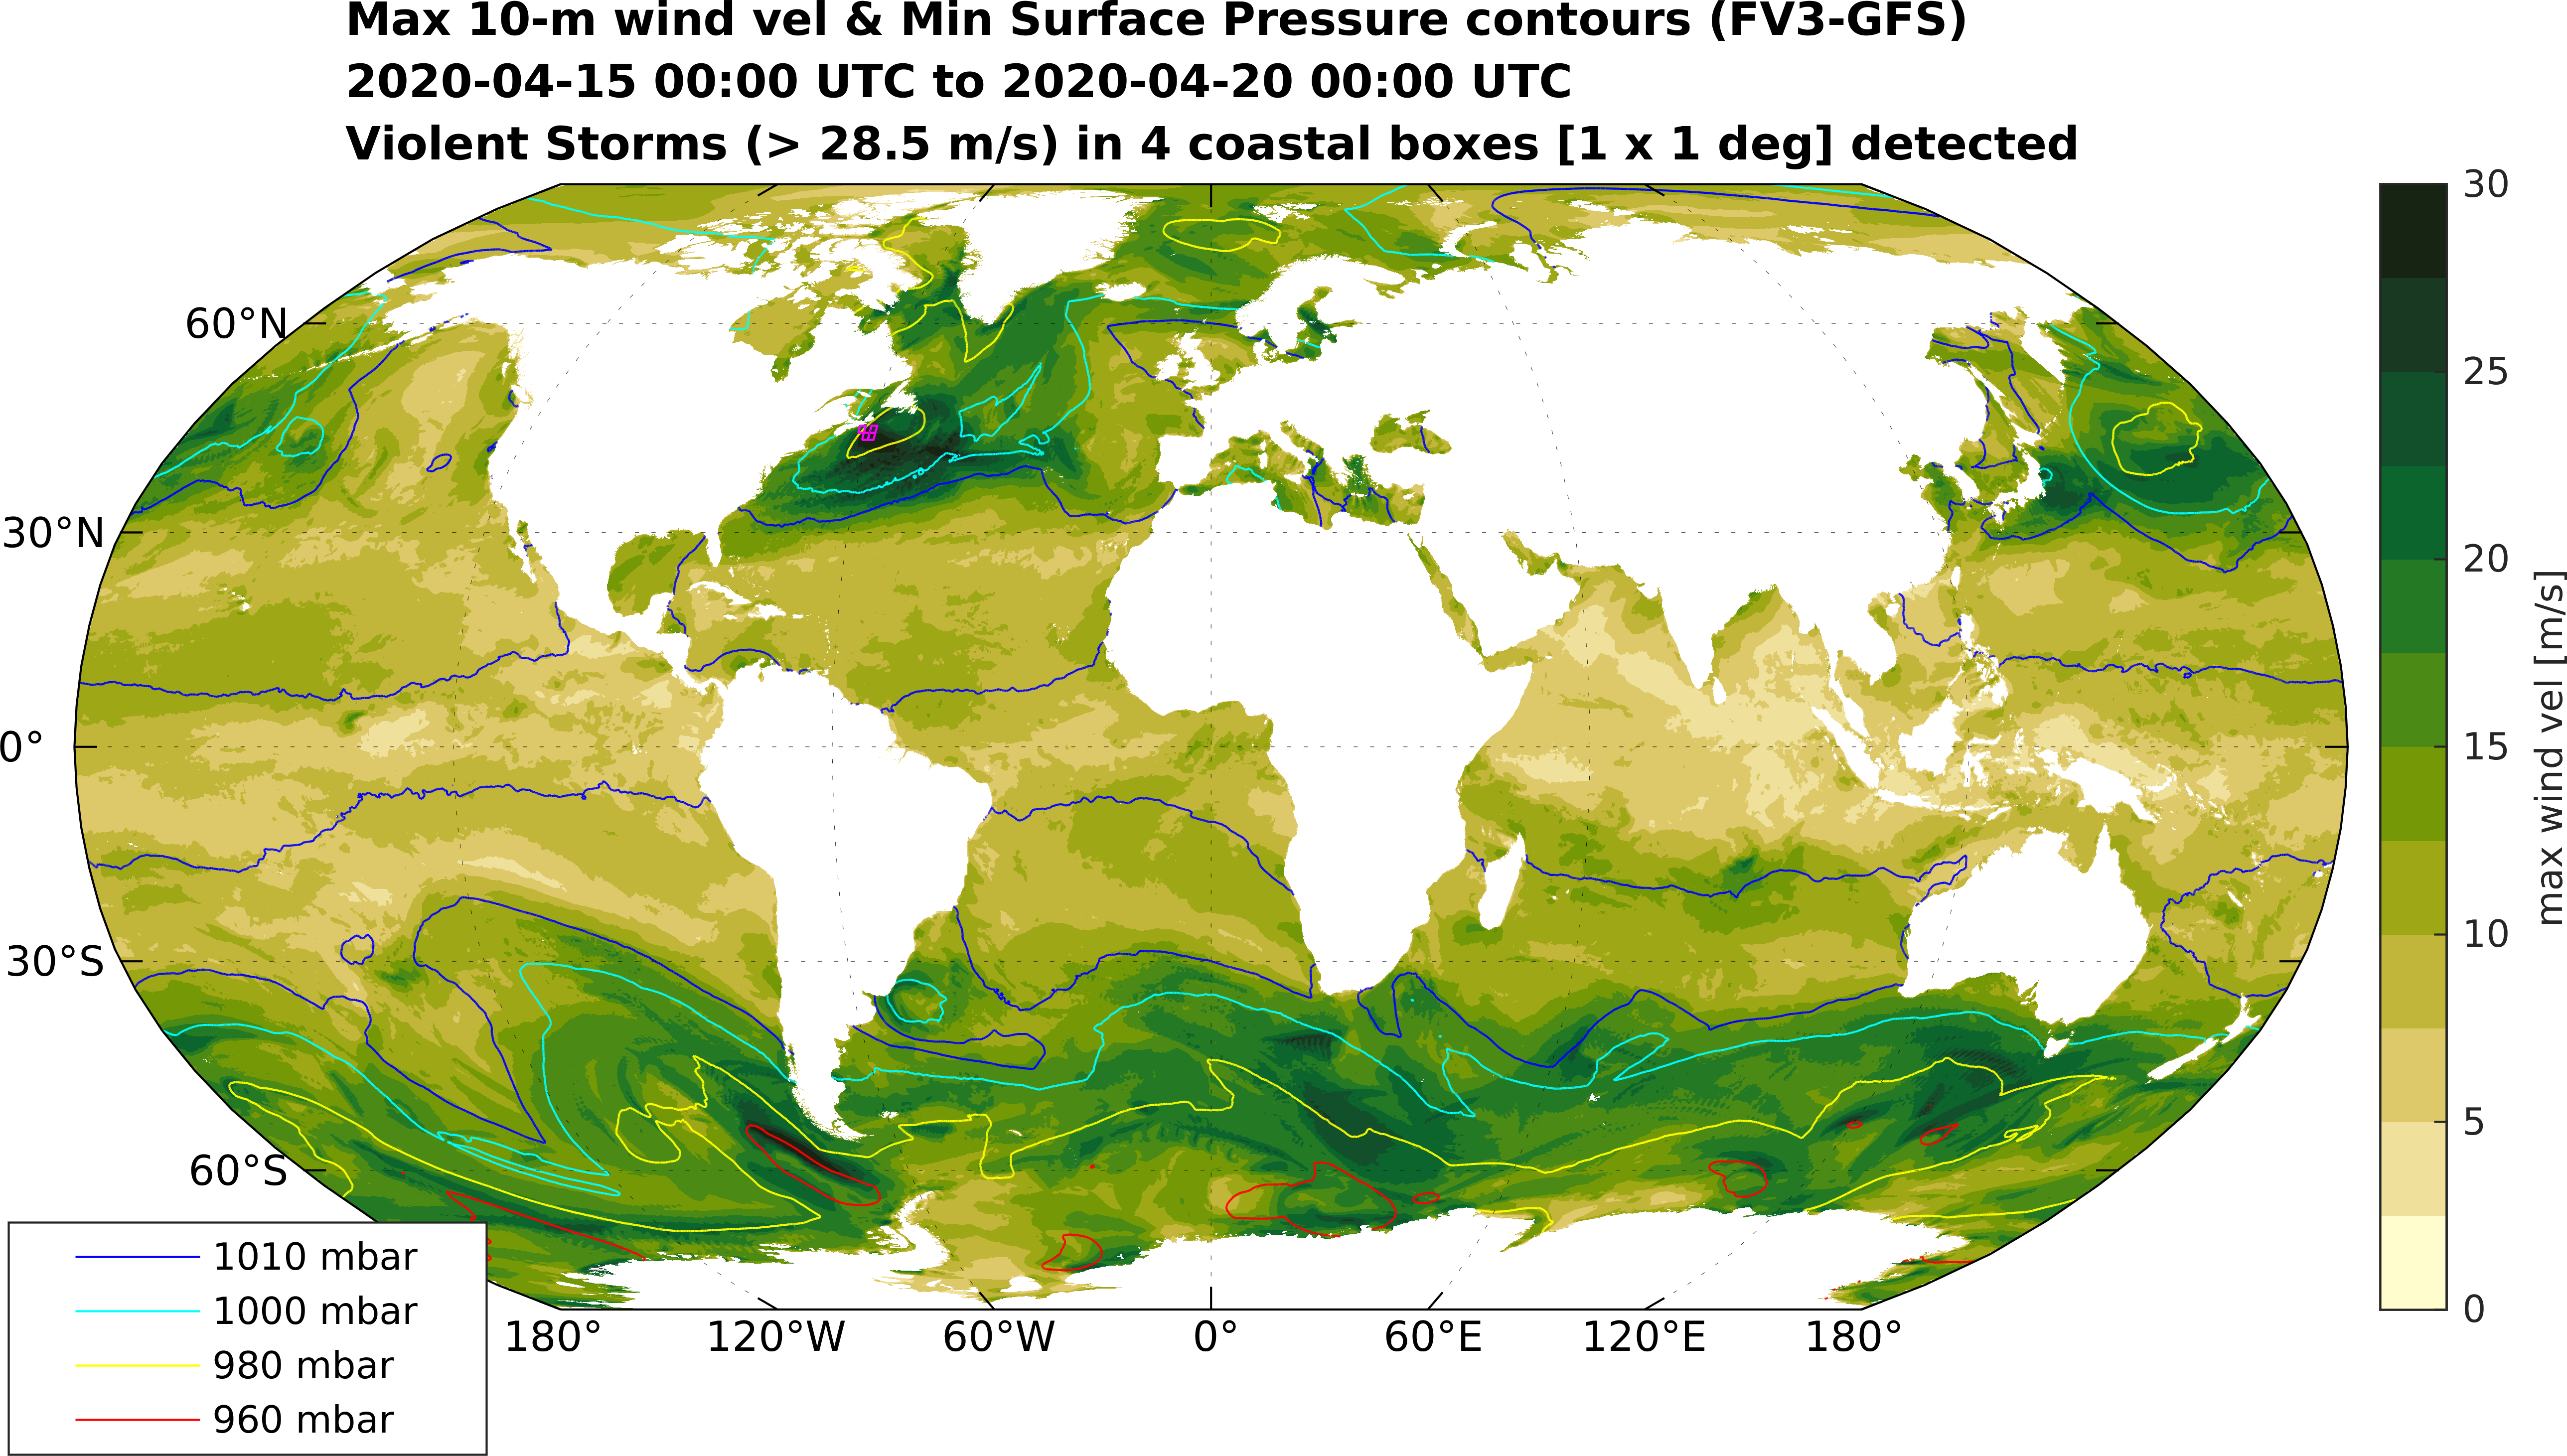 Max 10-m wind vel & Min Surface Pressure contours (FV3-GFS)
2020-04-15 00:00 UTC to 2020-04-20 00:00 UTC
Violent Storms (> 28.5 m/s) in 4 coastal boxes [1 x 1 deg] detected
60°N
30°N
0°
30°S
60°S
180°
120°W
60°W
0°
60°E
120°E
180°
1010 mbar
1000 mbar
980 mbar
960 mbar
30
25
20
15
10
5
0
max wind vel [m/s]